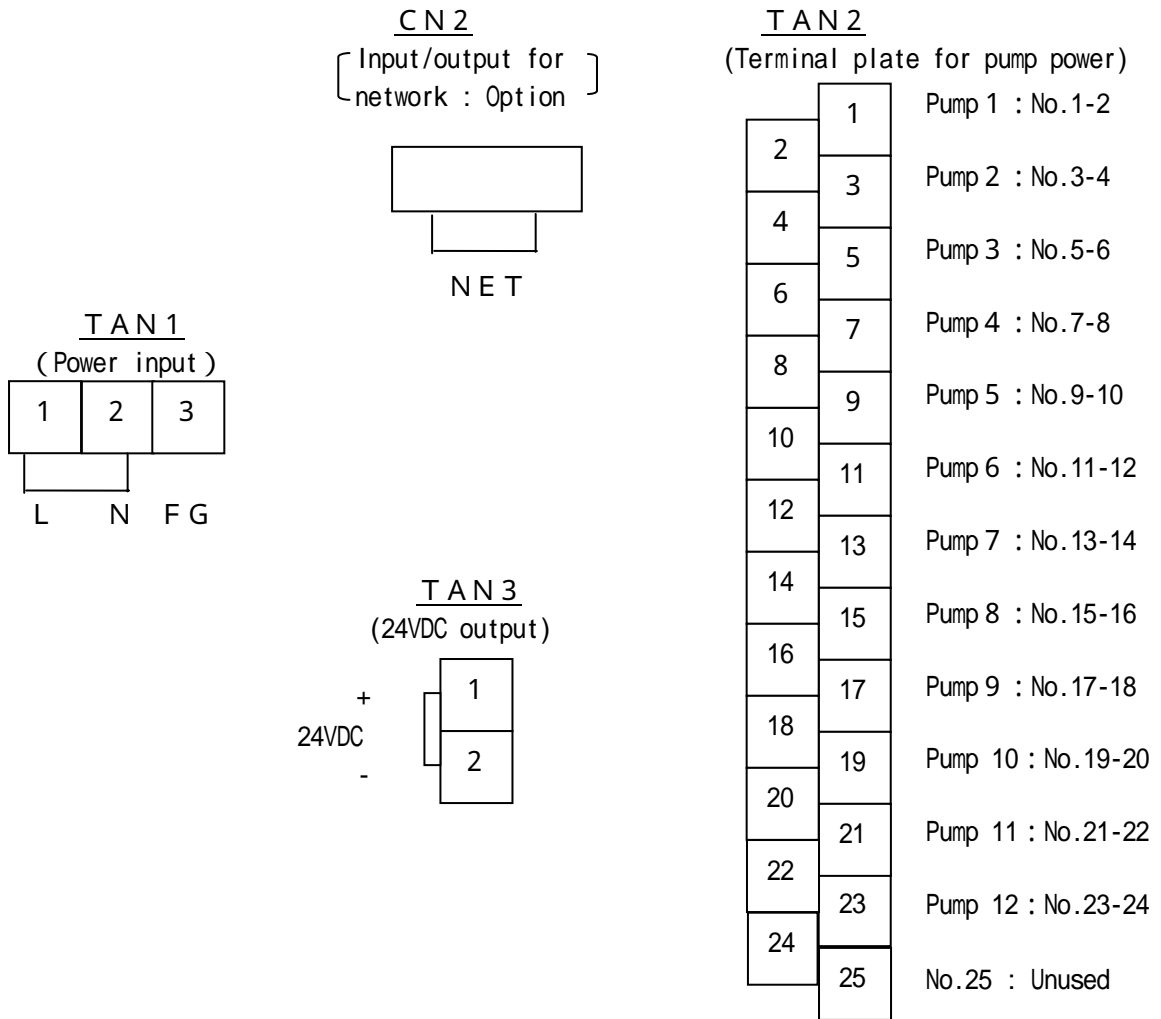 CN2
Input/output for
network : Option
NET
TAN1
(Power input)
1 2 3
L N FG
TAN3
(24VDC output)
+
24VDC
-
1
2
TAN2
(Terminal plate for pump power)
1 Pump 1 : No.1-2
2
3 Pump 2 : No.3-4
4
5 Pump 3 : No.5-6
6
7 Pump 4 : No.7-8
8
9 Pump 5 : No.9-10
10
11 Pump 6 : No.11-12
12
13 Pump 7 : No.13-14
14
15 Pump 8 : No.15-16
16
17 Pump 9 : No.17-18
18
19 Pump 10 : No.19-20
20
21 Pump 11 : No.21-22
22
23 Pump 12 : No.23-24
24
25 No.25 : Unused